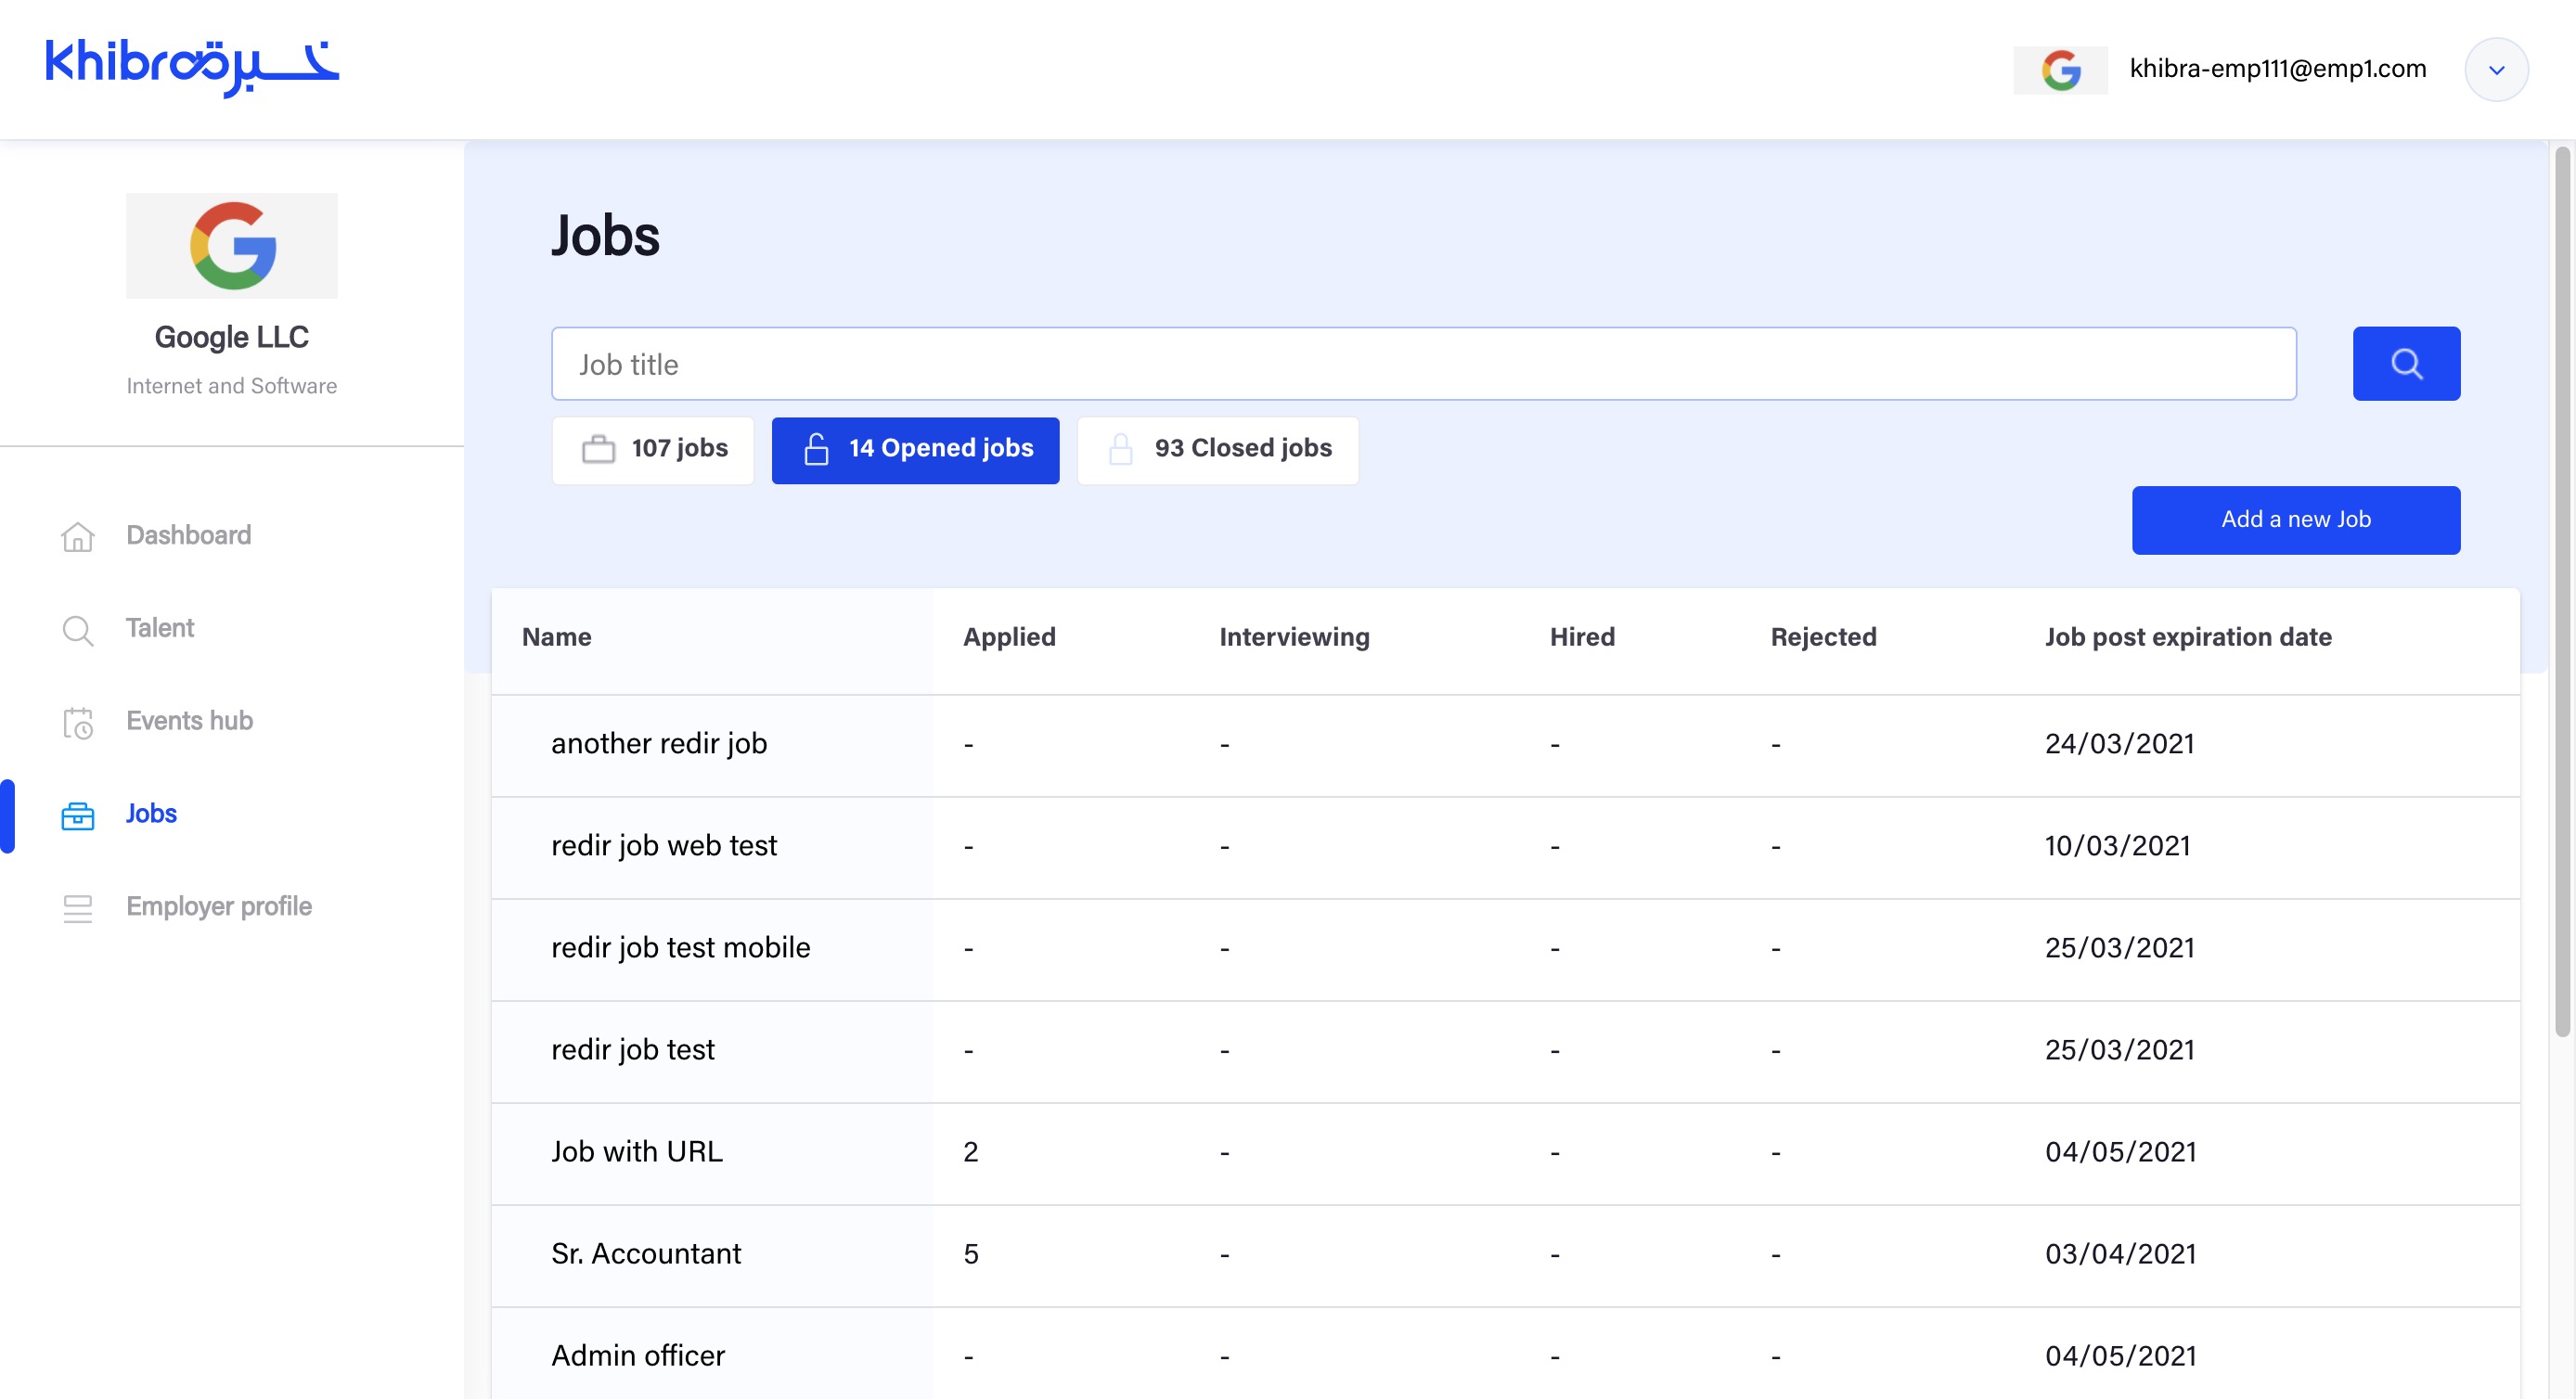 khibra خبرة
khibra-emp111@emp1.com
Google LLC
Internet and Software
Dashboard
Talent
Events hub
Jobs
Employer profile
Jobs
Job title
107 jobs 14 Opened jobs 93 Closed jobs
Add a new Job
Name Applied Interviewing Hired Rejected Job post expiration date
another redir job - - - - 24/03/2021
redir job web test - - - - 10/03/2021
redir job test mobile - - - - 25/03/2021
redir job test - - - - 25/03/2021
Job with URL 2 - - - 04/05/2021
Sr. Accountant 5 - - - 03/04/2021
Admin officer - - - - 04/05/2021